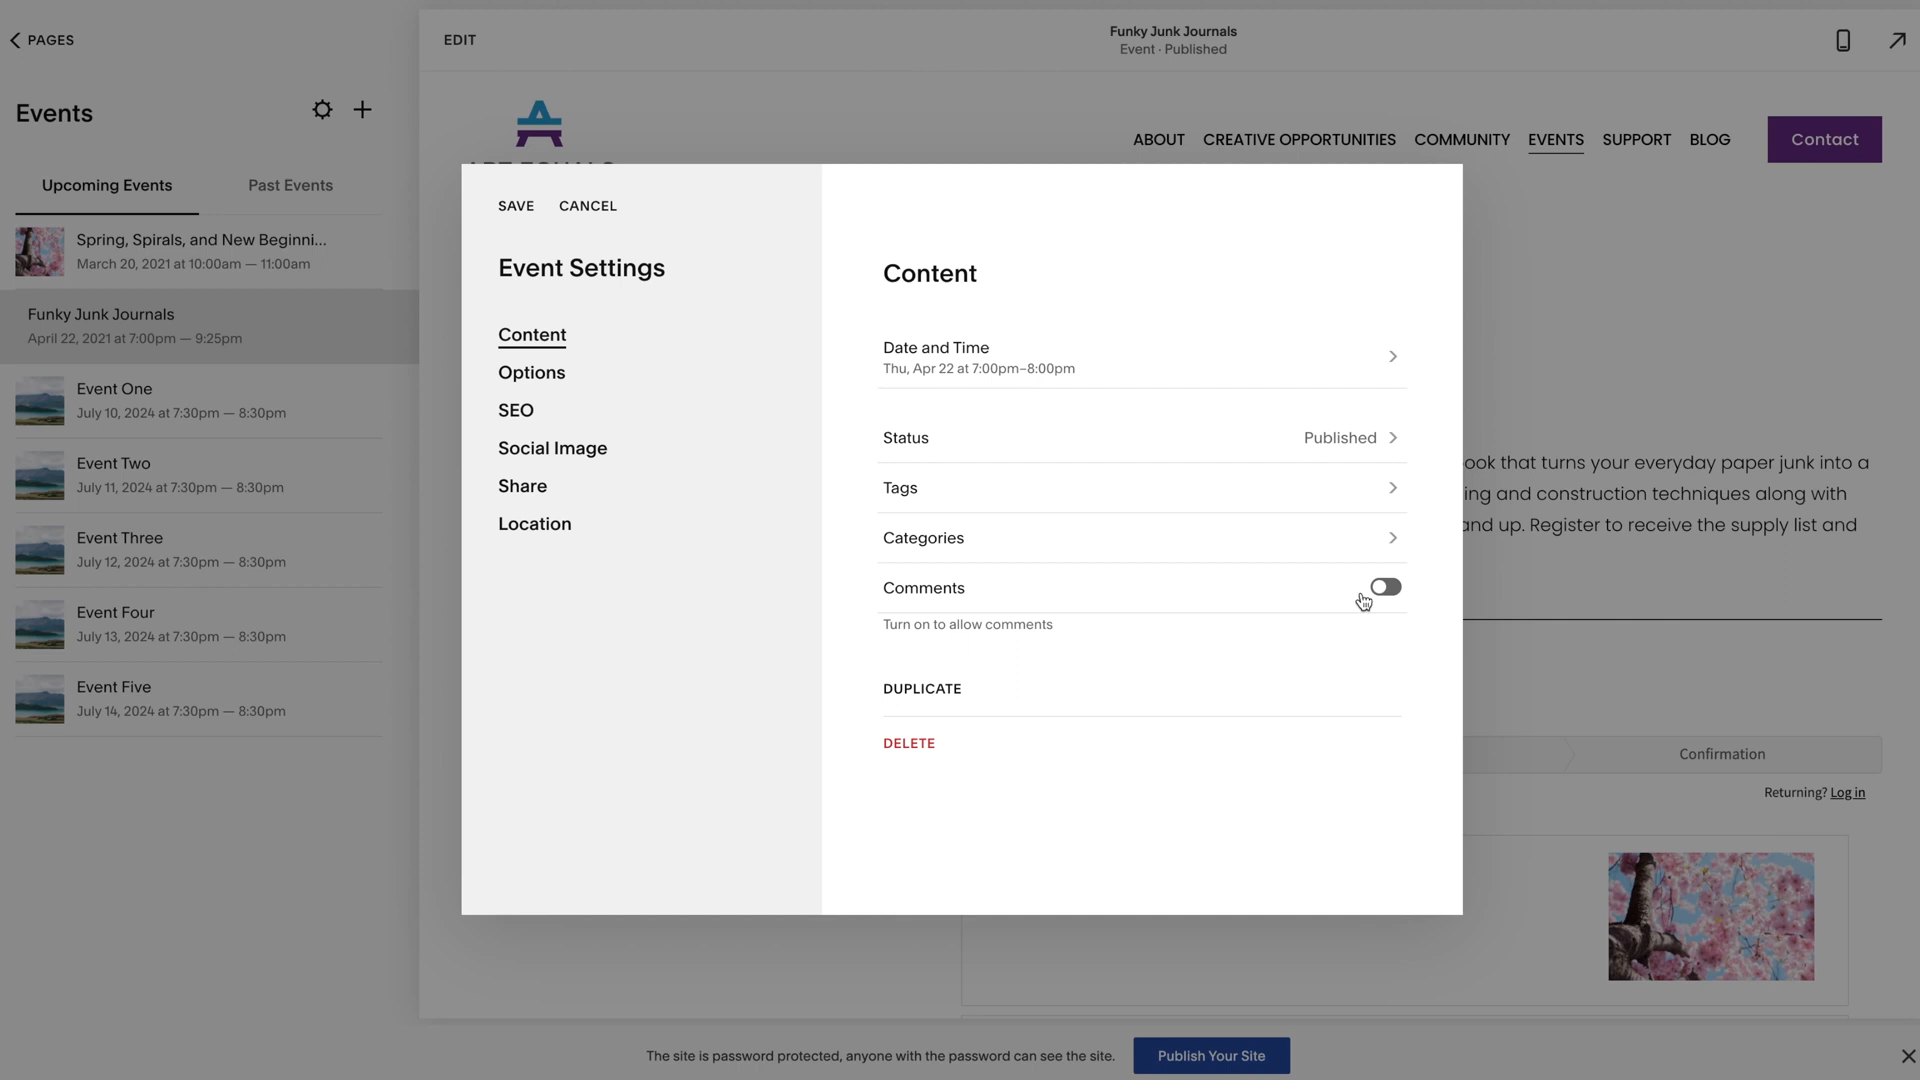 PAGES
EDIT
Funky Junk Journals
Event · Published
Events
Upcoming Events
Past Events
Spring, Spirals, and New Beginni...
March 20, 2021 at 10:00am — 11:00am
Funky Junk Journals
April 22, 2021 at 7:00pm — 9:25pm
Event One
July 10, 2024 at 7:30pm — 8:30pm
Event Two
July 11, 2024 at 7:30pm — 8:30pm
Event Three
July 12, 2024 at 7:30pm — 8:30pm
Event Four
July 13, 2024 at 7:30pm — 8:30pm
Event Five
July 14, 2024 at 7:30pm — 8:30pm
ABOUT CREATIVE OPPORTUNITIES COMMUNITY EVENTS SUPPORT BLOG Contact
SAVE CANCEL
Event Settings
Content
Options
SEO
Social Image
Share
Location
Content
Date and Time
Thu, Apr 22 at 7:00pm–8:00pm
Status Published
Tags
Categories
Comments
Turn on to allow comments
DUPLICATE
DELETE
ook that turns your everyday paper junk into a
ing and construction techniques along with
and up. Register to receive the supply list and
Confirmation
Returning? Log in
The site is password protected, anyone with the password can see the site. Publish Your Site